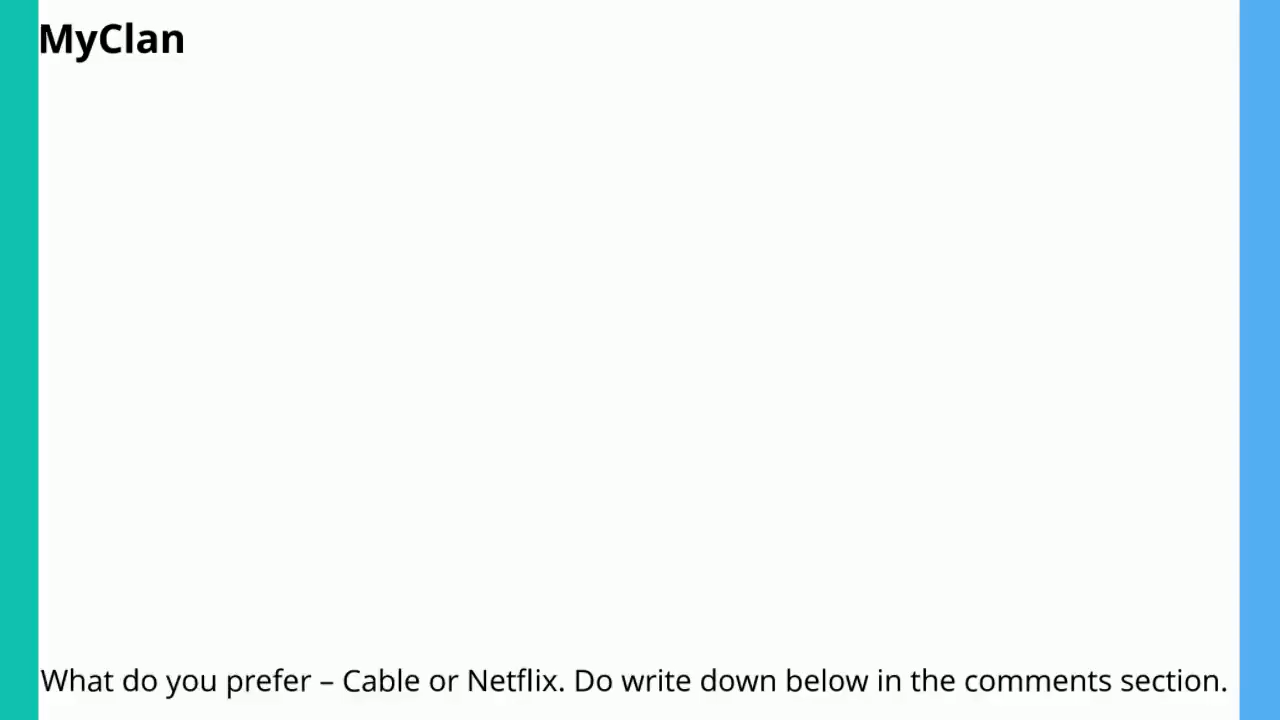 MyClan
What do you prefer – Cable or Netflix. Do write down below in the comments section.